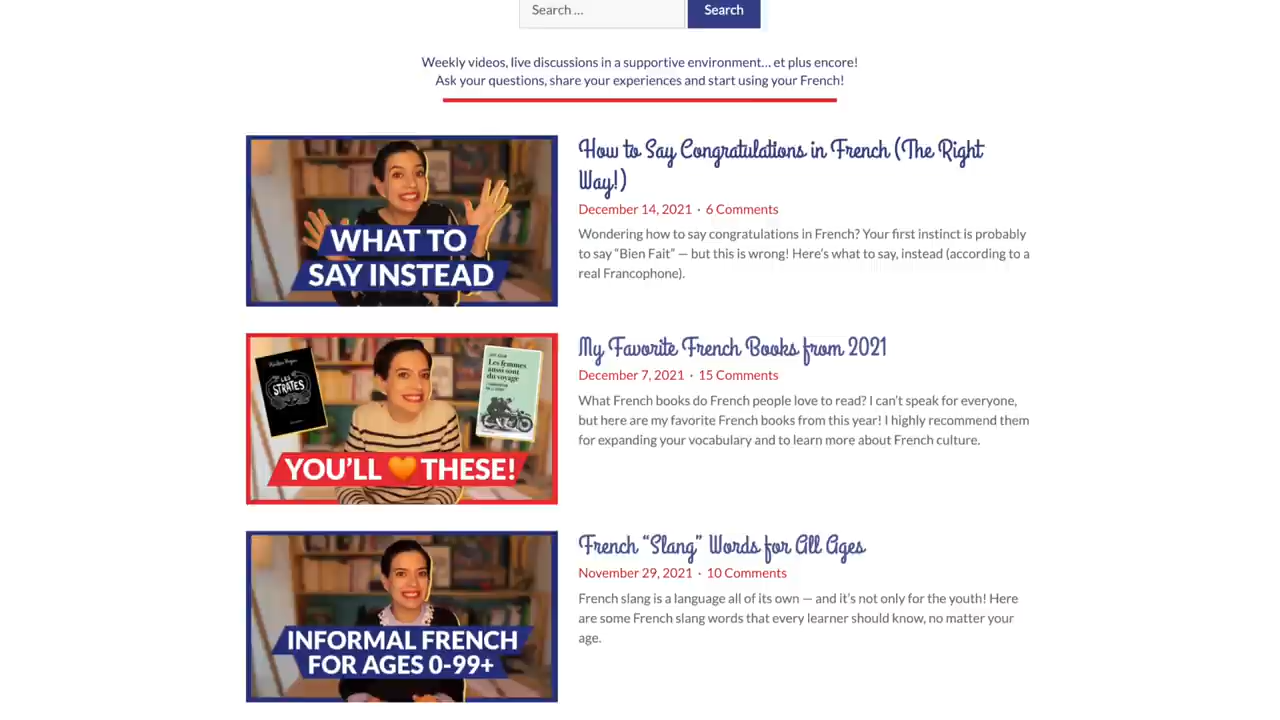 Search ...
Search
Weekly videos, live discussions in a supportive environment... et plus encore!
Ask your questions, share your experiences and start using your French!
WHAT TO
SAY INSTEAD
How to Say Congratulations in French (The Right
Way!)
December 14, 2021 · 6 Comments
Wondering how to say congratulations in French? Your first instinct is probably
to say “Bien Fait” — but this is wrong! Here’s what to say, instead (according to a
real Francophone).
LES
STRATES
Les femmes
aussi sont
du voyage
YOU’LL 🧡 THESE!
My Favorite French Books from 2021
December 7, 2021 · 15 Comments
What French books do French people love to read? I can’t speak for everyone,
but here are my favorite French books from this year! I highly recommend them
for expanding your vocabulary and to learn more about French culture.
INFORMAL FRENCH
FOR AGES 0-99+
French “Slang” Words for All Ages
November 29, 2021 · 10 Comments
French slang is a language all of its own — and it’s not only for the youth! Here
are some French slang words that every learner should know, no matter your
age.